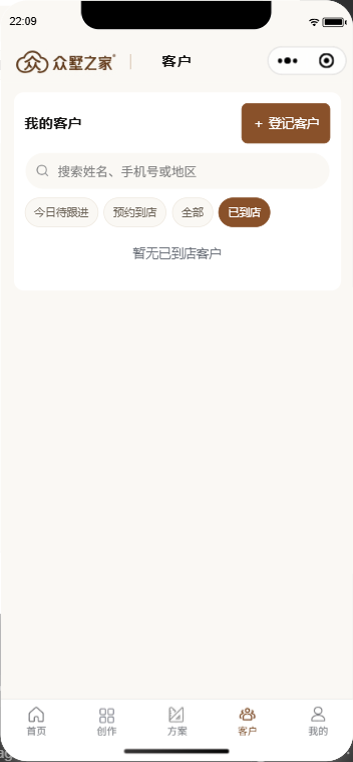 22:09
众墅之家 客户
我的客户
+ 登记客户
搜索姓名、手机号或地区
今日待跟进 预约到店 全部 已到店
暂无已到店客户
首页 创作 方案 客户 我的